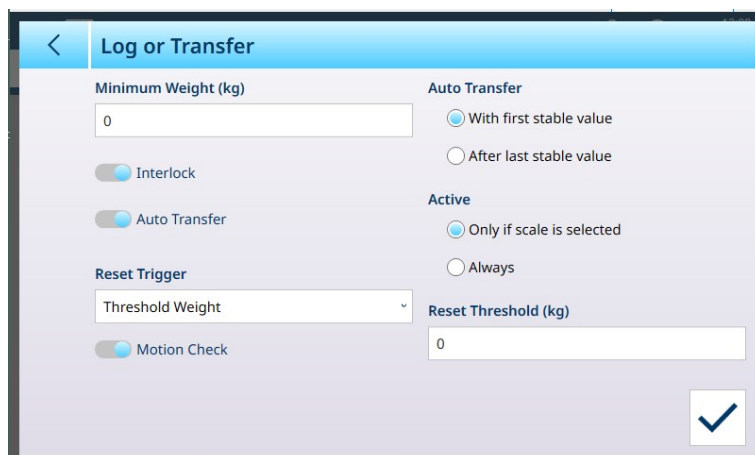 Log or Transfer
Minimum Weight (kg)
0
Interlock
Auto Transfer
Reset Trigger
Threshold Weight
Motion Check
Auto Transfer
With first stable value
After last stable value
Active
Only if scale is selected
Always
Reset Threshold (kg)
0